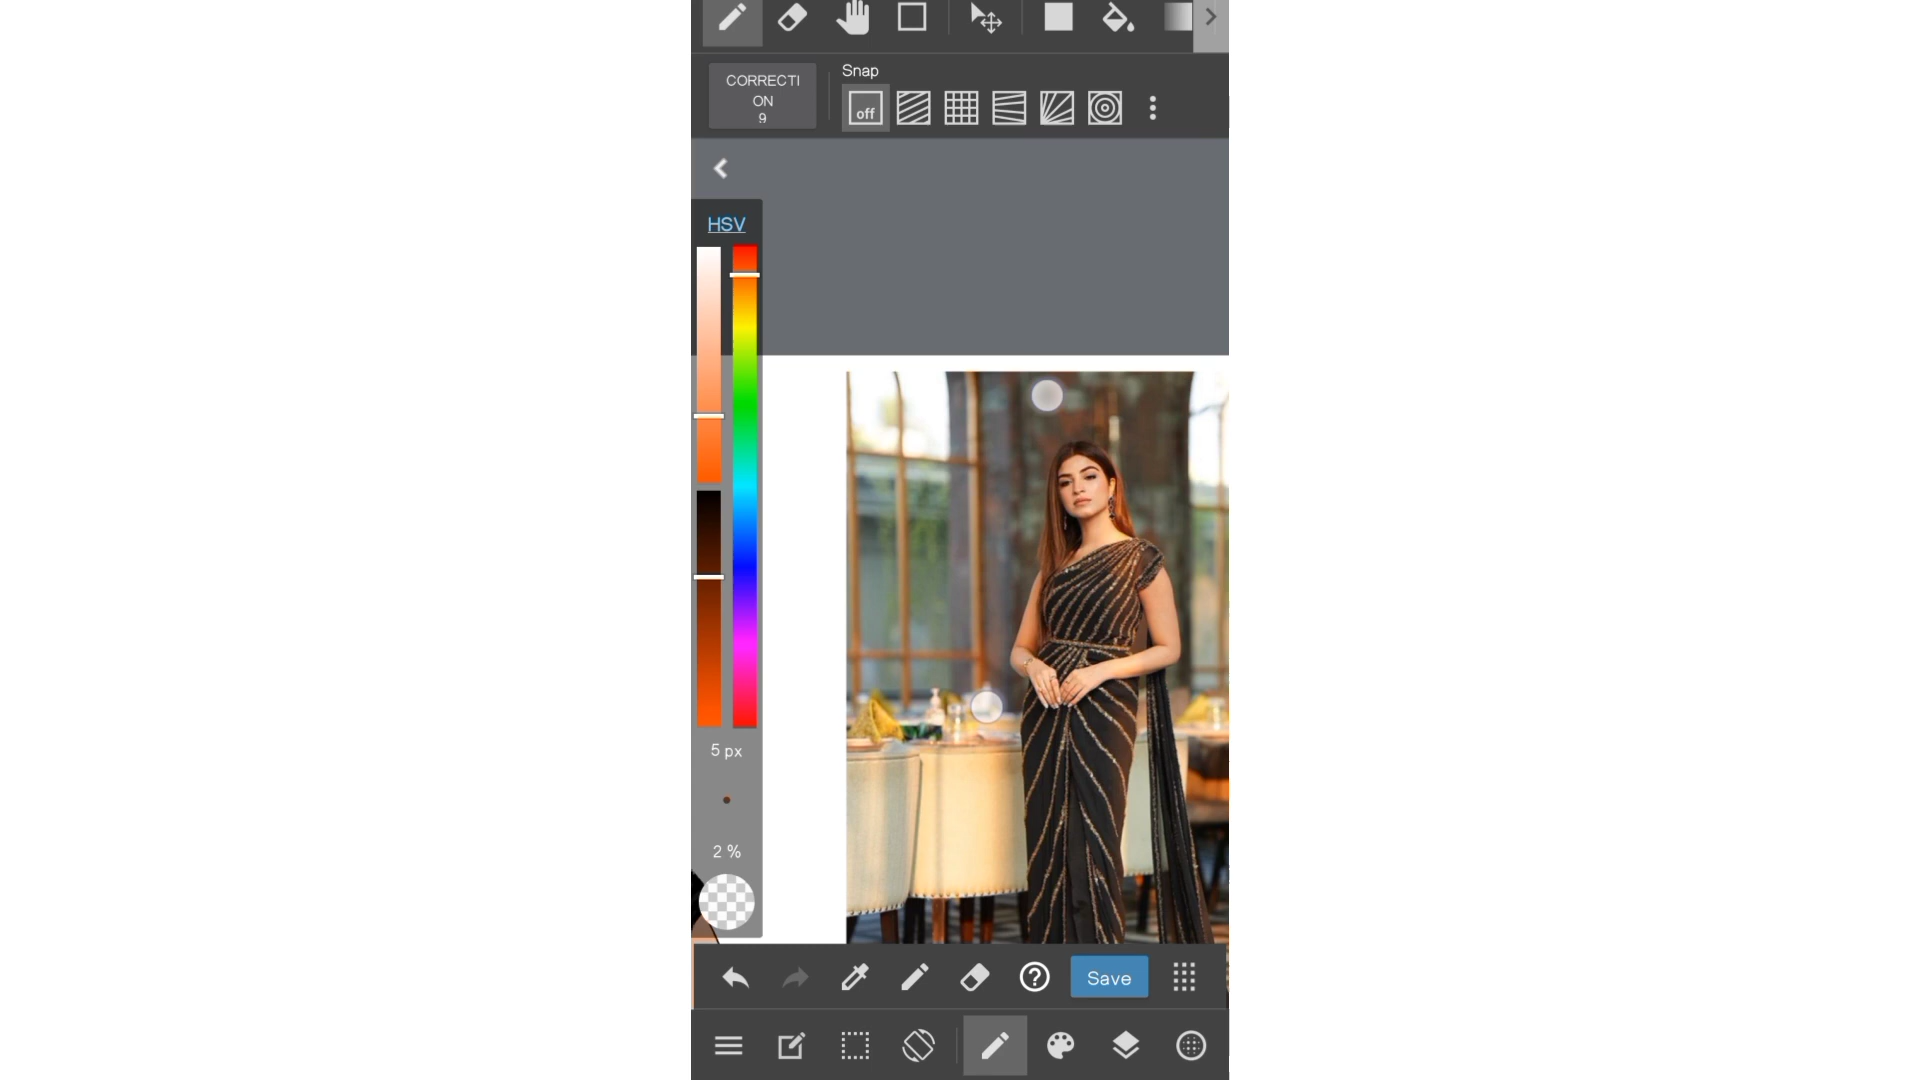 CORRECTI
ON
9
Snap
off
HSV
5 px
2 %
Save